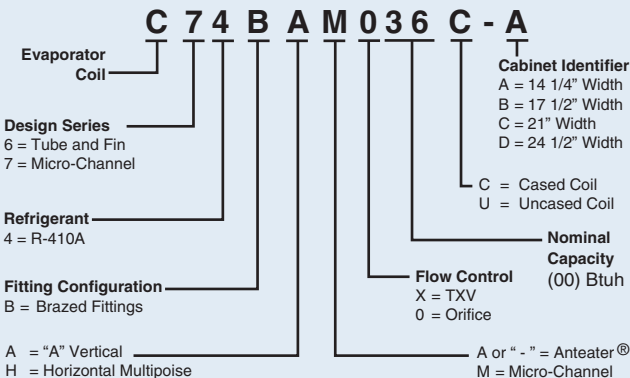 C 7 4 B A M 0 3 6 C - A
Evaporator
Coil
Cabinet Identifier
A = 14 1/4" Width
B = 17 1/2" Width
C = 21" Width
D = 24 1/2" Width
Design Series
6 = Tube and Fin
7 = Micro-Channel
C = Cased Coil
U = Uncased Coil
Refrigerant
4 = R-410A
Nominal
Capacity
(00) Btuh
Fitting Configuration
B = Brazed Fittings
Flow Control
X = TXV
0 = Orifice
A = "A" Vertical
H = Horizontal Multipoise
A or " - " = Anteater®
M = Micro-Channel